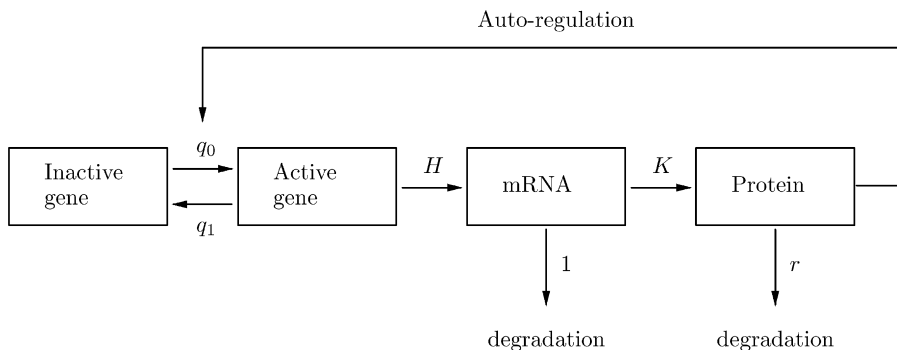 Auto-regulation
q0
Inactive
gene
q1
Active
gene
H
mRNA
K
Protein
1
r
degradation
degradation